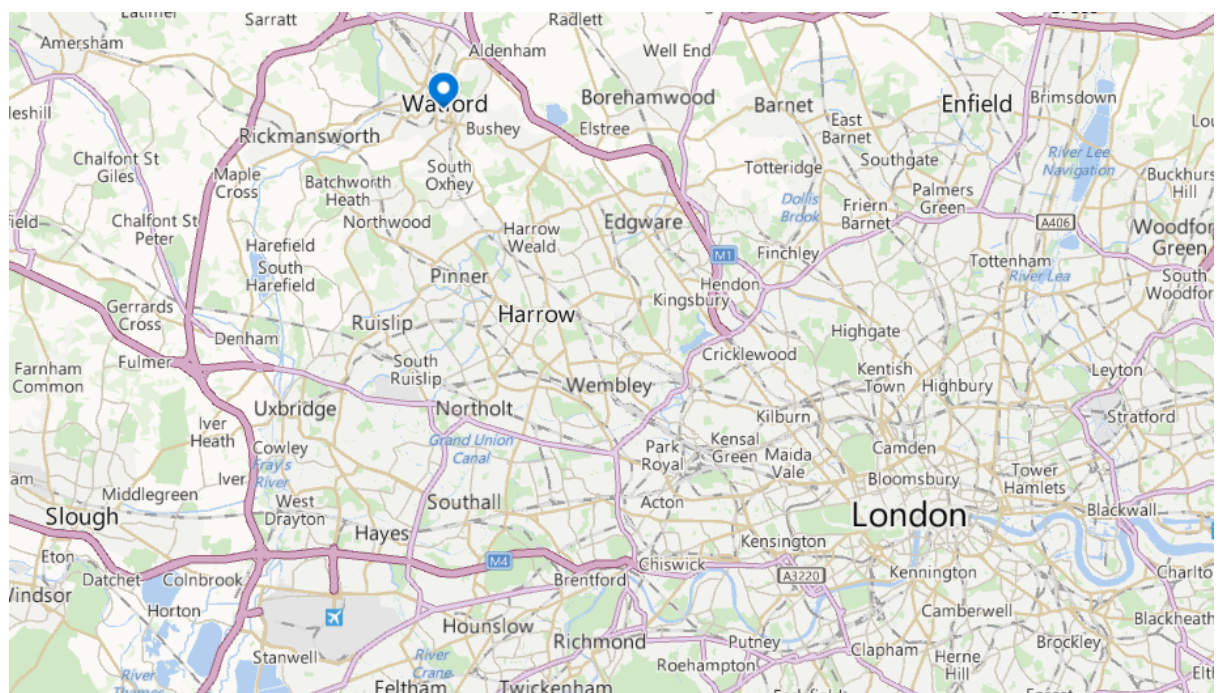 Sarratt
Radlett
Amersham
Aldenham
Well End
Watford
Borehamwood
Barnet
Enfield
Brimsdown
Rickmansworth
Bushey
Elstree
East
Barnet
Chalfont St
Giles
Maple
Cross
South
Oxhey
Totteridge
Southgate
River Lee
Navigation
Buckhurs
Hill
Batchworth
Heath
Dollis
Brook
Palmers
Green
Chalfont St
Peter
Northwood
Harrow
Weald
Edgware
Friern
Barnet
A406
Woodfor
Green
Harefield
South
Harefield
Pinner
M1
Finchley
Tottenham
River Lea
South
Woodfor
Hendon
Kingsbury
Gerrards
Cross
Ruislip
Harrow
Highgate
Denham
Fulmer
South
Ruislip
Cricklewood
Kentish
Town
Highbury
Leyton
Farnham
Common
Wembley
Uxbridge
Northolt
Kilburn
Stratford
Iver
Heath
Cowley
Grand Union
Canal
Park
Royal
Kensal
Green
Maida
Vale
Camden
Fray's
River
Iver
Bloomsbury
Tower
Hamlets
Middlegreen
West
Drayton
Southall
Acton
Blackwall
Slough
Hayes
London
Kensington
Eton
M4
Chiswick
Datchet
Colnbrook
Brentford
A3220
Kennington
Charlto
Windsor
Horton
Hounslow
Richmond
Putney
Camberwell
Blackheath
Stanwell
River
Crane
Roehampton
Clapham
Herne
Hill
Brockley
River
Thames
Feltham
Twickenham